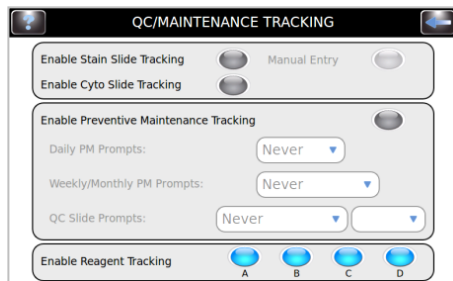 ? QC/MAINTENANCE TRACKING
Enable Stain Slide Tracking Manual Entry
Enable Cyto Slide Tracking
Enable Preventive Maintenance Tracking
Daily PM Prompts: Never
Weekly/Monthly PM Prompts: Never
QC Slide Prompts: Never
Enable Reagent Tracking
A B C D